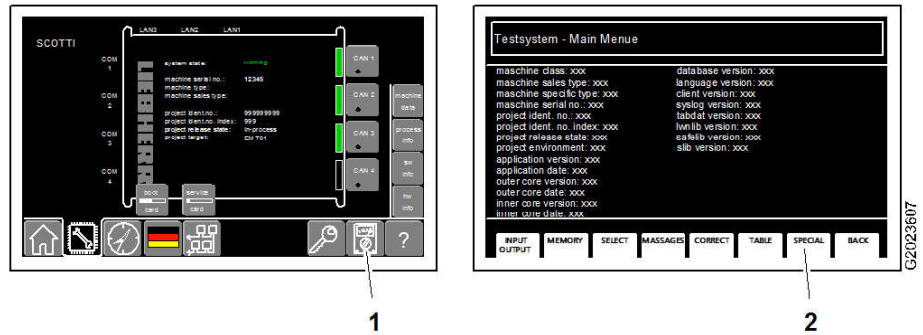 SCOTTI
LAN3 LAN2 LAN1
COM
1
COM
2
COM
3
COM
4
LIEBHERR
system state: running
machine serial no.: 12345
machine type:
machine sales type:
project ident.no.: 999999999
project ident.no. index: 999
project release state: in-process
project target: EM T01
CAN 1
CAN 2
CAN 3
CAN 4
machine
data
process
info
sw
info
hw
info
boot
card
service
card
?
1
Testsystem - Main Menue
maschine class: xxx
maschine sales type: xxx
maschine specific type: xxx
maschine serial no.: xxx
project ident. no.: xxx
project ident. no. index: xxx
project release state: xxx
project environment: xxx
application version: xxx
application date: xxx
outer core version: xxx
outer core date: xxx
inner core version: xxx
inner core date: xxx
database version: xxx
language version: xxx
client version: xxx
syslog version: xxx
tabdat version: xxx
lwnlib version: xxx
safelib version: xxx
slib version: xxx
INPUT
OUTPUT
MEMORY
SELECT
MASSAGES
CORRECT
TABLE
SPECIAL
BACK
2
G2023607